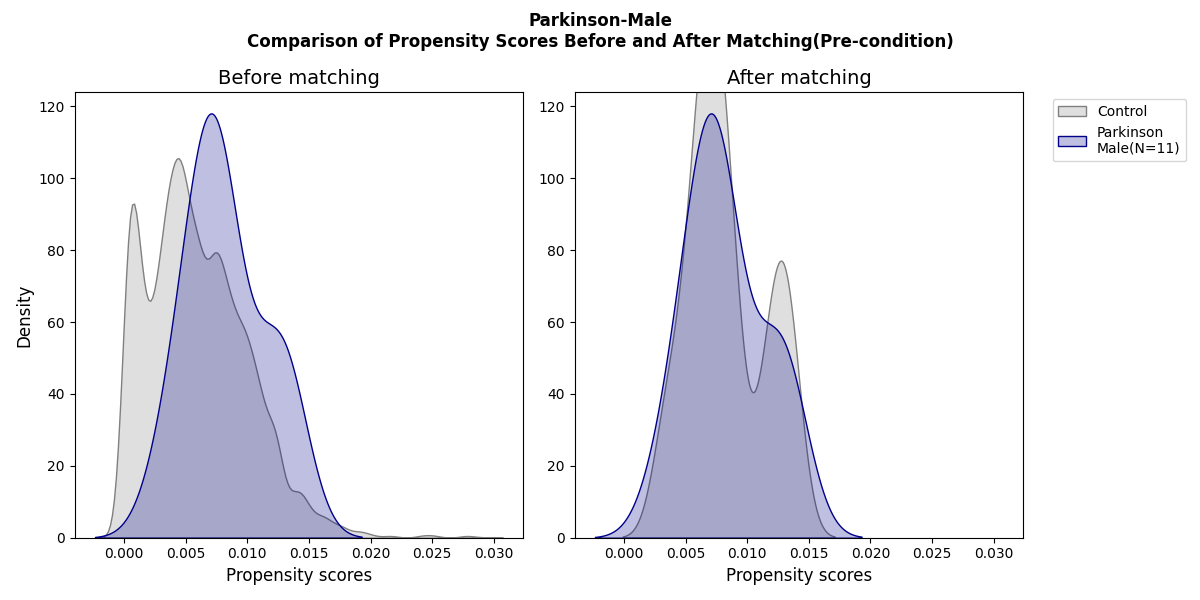 Parkinson-Male
Comparison of Propensity Scores Before and After Matching(Pre-condition)
Before matching
120
100
80
60
40
20
0
Density
0.000 0.005 0.010 0.015 0.020 0.025 0.030
Propensity scores
After matching
120
100
80
60
40
20
0
0.000 0.005 0.010 0.015 0.020 0.025 0.030
Propensity scores
Control
Parkinson
Male(N=11)